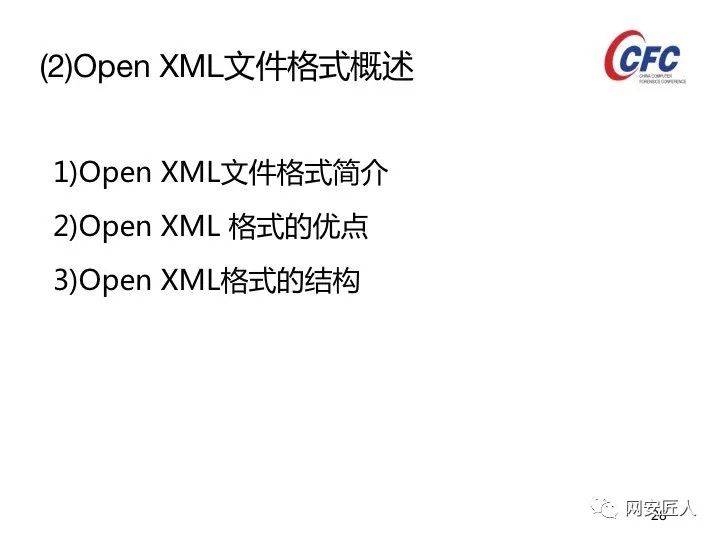 (2)Open XML文件格式概述
CFC
CHINA COMPUTER
FORENSICS CONFERENCE
1)Open XML文件格式简介
2)Open XML 格式的优点
3)Open XML格式的结构
网安匠人
28